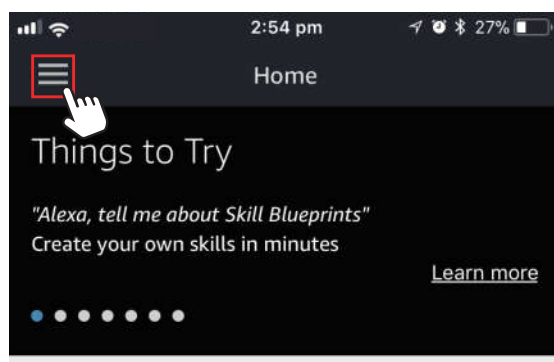 2:54 pm
27%
Home
Things to Try
"Alexa, tell me about Skill Blueprints"
Create your own skills in minutes
Learn more